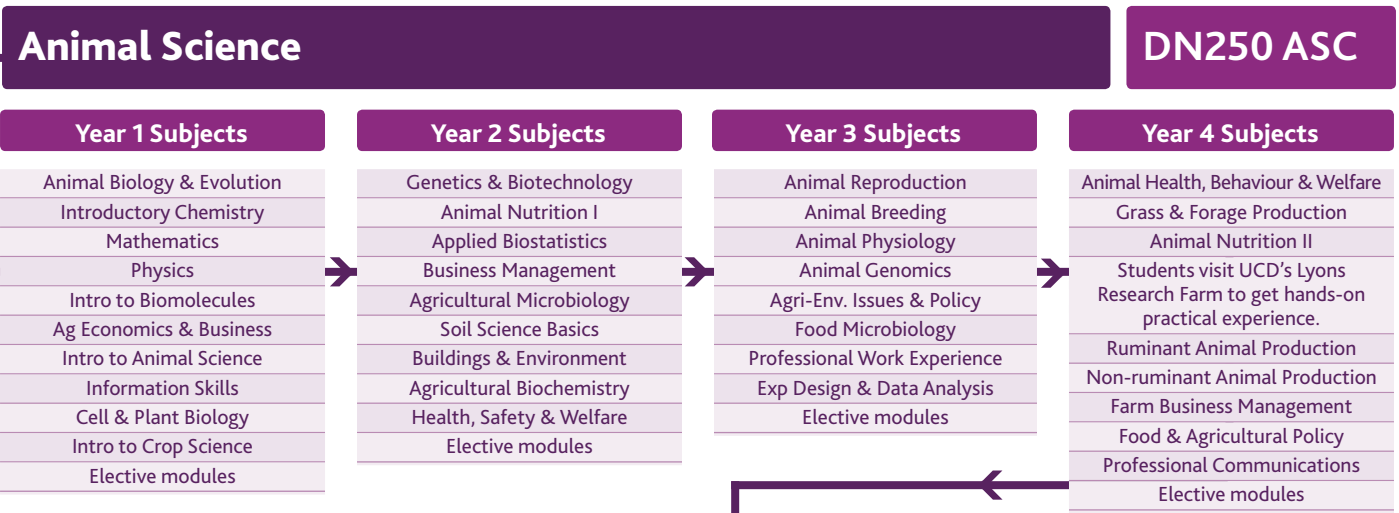 Animal Science
DN250 ASC
Year 1 Subjects
Animal Biology & Evolution
Introductory Chemistry
Mathematics
Physics
Intro to Biomolecules
Ag Economics & Business
Intro to Animal Science
Information Skills
Cell & Plant Biology
Intro to Crop Science
Elective modules
Year 2 Subjects
Genetics & Biotechnology
Animal Nutrition I
Applied Biostatistics
Business Management
Agricultural Microbiology
Soil Science Basics
Buildings & Environment
Agricultural Biochemistry
Health, Safety & Welfare
Elective modules
Year 3 Subjects
Animal Reproduction
Animal Breeding
Animal Physiology
Animal Genomics
Agri-Env. Issues & Policy
Food Microbiology
Professional Work Experience
Exp Design & Data Analysis
Elective modules
Year 4 Subjects
Animal Health, Behaviour & Welfare
Grass & Forage Production
Animal Nutrition II
Students visit UCD's Lyons
Research Farm to get hands-on
practical experience.
Ruminant Animal Production
Non-ruminant Animal Production
Farm Business Management
Food & Agricultural Policy
Professional Communications
Elective modules